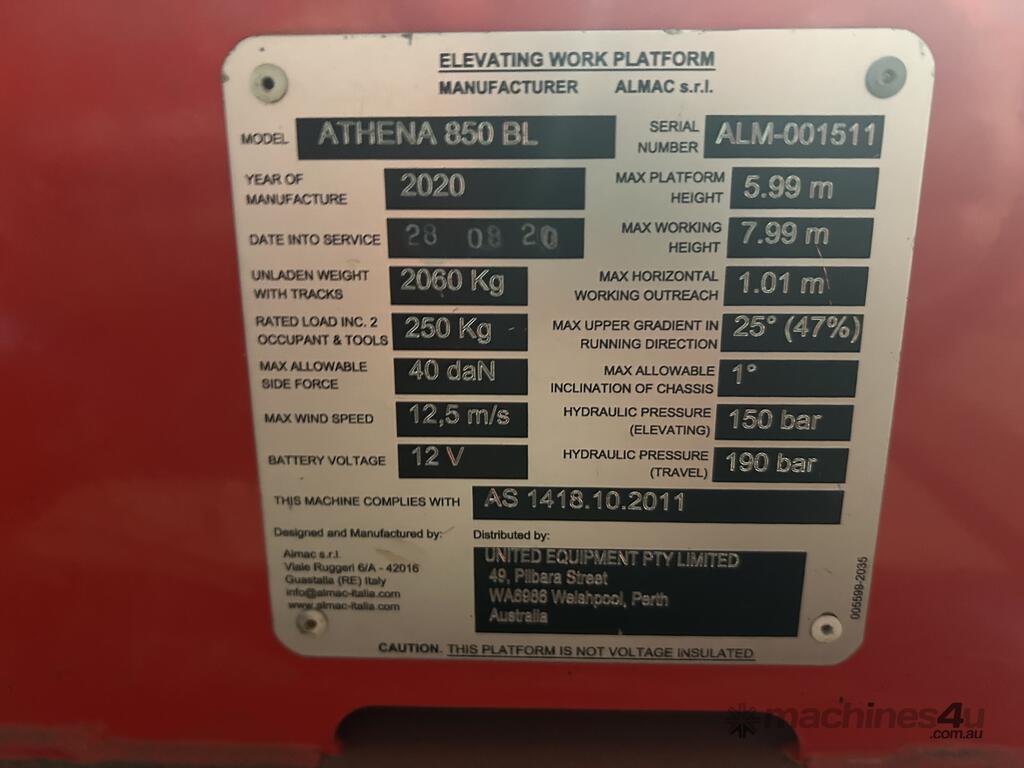 ELEVATING WORK PLATFORM
MANUFACTURER ALMAC s.r.l.
MODEL ATHENA 850 BL
SERIAL NUMBER ALM-001511
YEAR OF MANUFACTURE 2020
MAX PLATFORM HEIGHT 5.99 m
DATE INTO SERVICE 28 08 20
MAX WORKING HEIGHT 7.99 m
UNLADEN WEIGHT WITH TRACKS 2060 Kg
MAX HORIZONTAL WORKING OUTREACH 1.01 m
RATED LOAD INC. 2 OCCUPANT & TOOLS 250 Kg
MAX UPPER GRADIENT IN RUNNING DIRECTION 25° (47%)
MAX ALLOWABLE SIDE FORCE 40 daN
MAX ALLOWABLE INCLINATION OF CHASSIS 1°
MAX WIND SPEED 12,5 m/s
HYDRAULIC PRESSURE (ELEVATING) 150 bar
BATTERY VOLTAGE 12 V
HYDRAULIC PRESSURE (TRAVEL) 190 bar
THIS MACHINE COMPLIES WITH AS 1418.10.2011
Designed and Manufactured by:
Almac s.r.l.
Viale Ruggeri 6/A - 42016
Guastalla (RE) Italy
info@almac-italia.com
www.almac-italia.com
Distributed by:
UNITED EQUIPMENT PTY LIMITED
49, Pilbara Street
WA6986 Welshpool, Perth
Australia
005599-2035
CAUTION. THIS PLATFORM IS NOT VOLTAGE INSULATED
machines4u
.com.au